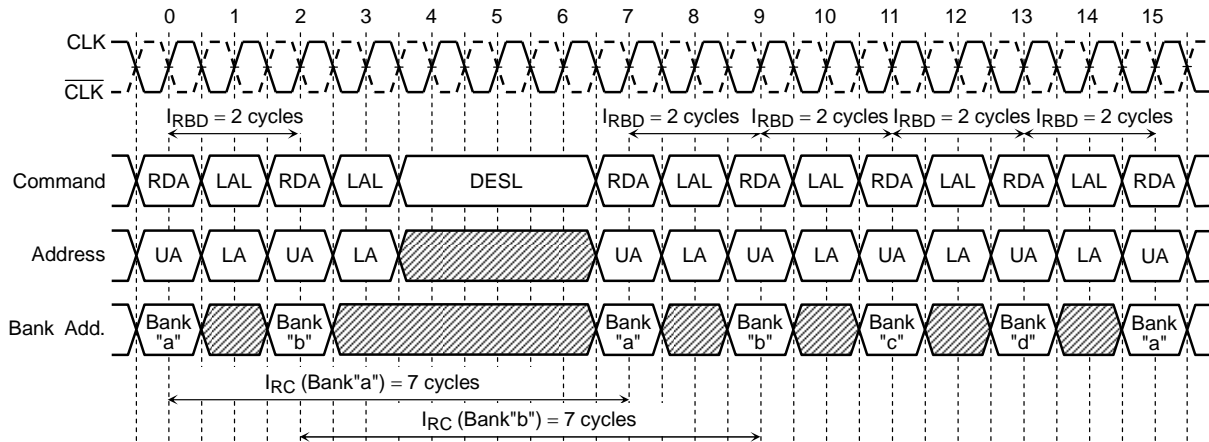 0 1 2 3 4 5 6 7 8 9 10 11 12 13 14 15
CLK
CLK
IRBD = 2 cycles IRBD = 2 cycles IRBD = 2 cycles IRBD = 2 cycles IRBD = 2 cycles
Command RDA LAL RDA LAL DESL RDA LAL RDA LAL RDA LAL RDA LAL RDA
Address UA LA UA LA UA LA UA LA UA LA UA LA UA
Bank Add. Bank "a" Bank "b" Bank "a" Bank "b" Bank "c" Bank "d" Bank "a"
IRC (Bank"a") = 7 cycles
IRC (Bank"b") = 7 cycles